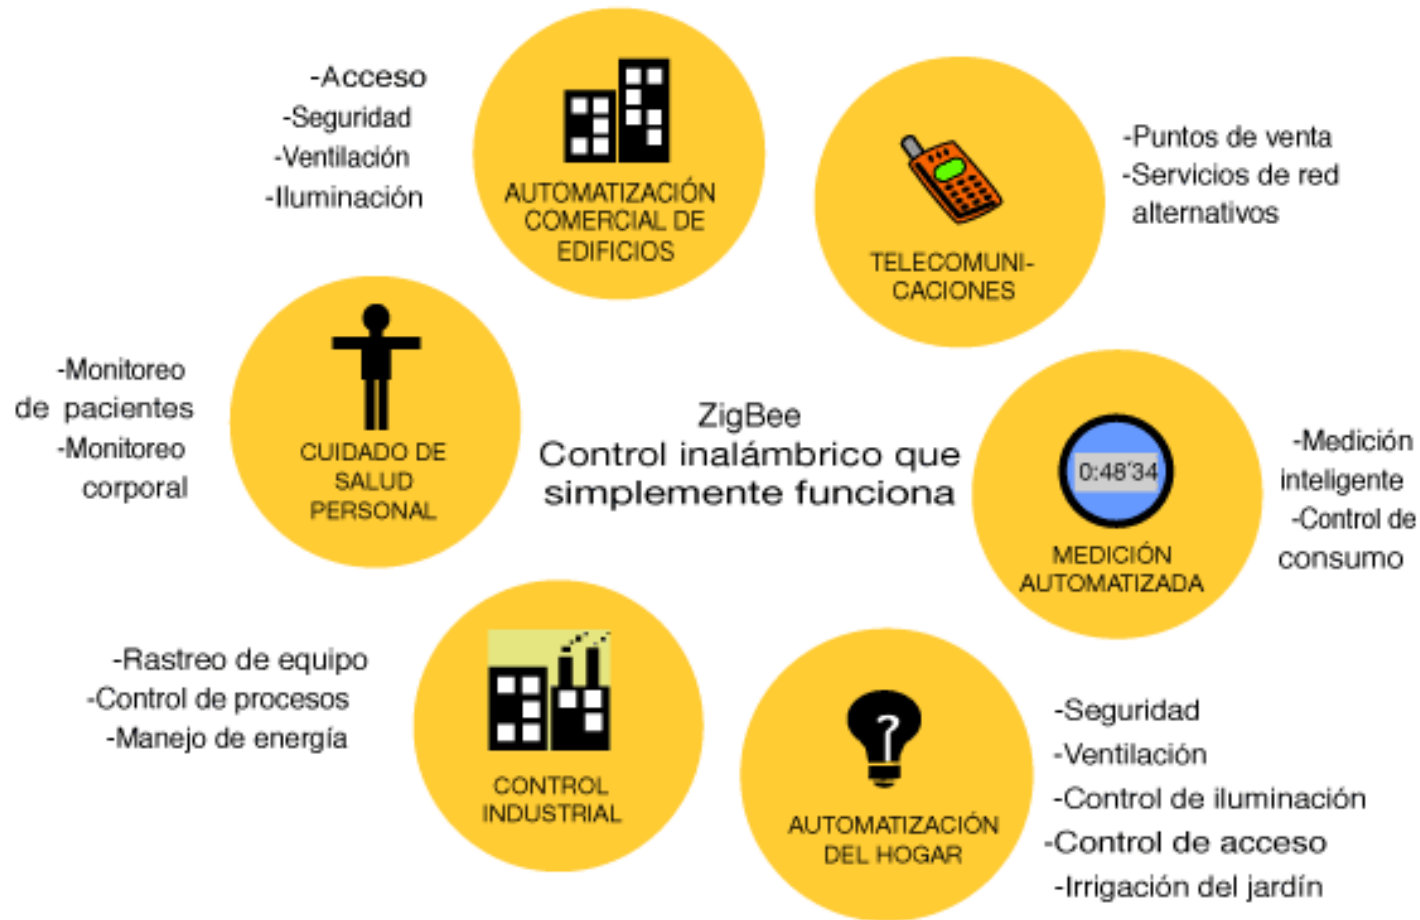 -Acceso
-Seguridad
-Ventilación
-Iluminación
AUTOMATIZACIÓN
COMERCIAL DE
EDIFICIOS
TELECOMUNI-
CACIONES
-Puntos de venta
-Servicios de red
alternativos
-Monitoreo
de pacientes
-Monitoreo
corporal
CUIDADO DE
SALUD
PERSONAL
ZigBee
Control inalámbrico que
simplemente funciona
0:48'34
MEDICIÓN
AUTOMATIZADA
-Medición
inteligente
-Control de
consumo
-Rastreo de equipo
-Control de procesos
-Manejo de energía
CONTROL
INDUSTRIAL
?
AUTOMATIZACIÓN
DEL HOGAR
-Seguridad
-Ventilación
-Control de iluminación
-Control de acceso
-Irrigación del jardín